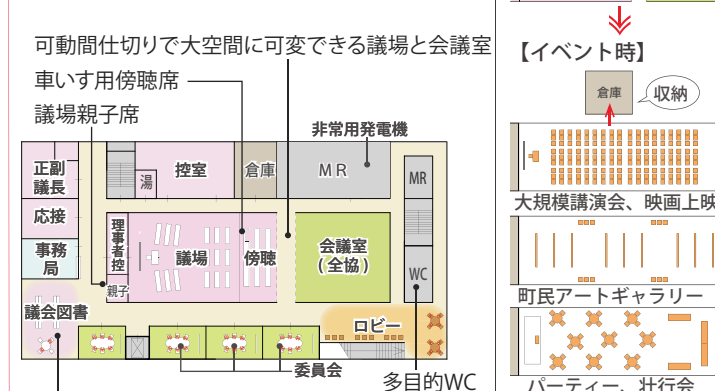 可動間仕切りで大空間に可変できる議場と会議室
車いす用傍聴席
議場親子席
非常用発電機
正副
議長
湯
控室
倉庫
MR
MR
応接
事務
局
理事者控
議場
傍聴
会議室
(全協)
親子
WC
議会図書
ロビー
委員会
多目的WC
【イベント時】
倉庫
収納
大規模講演会、映画上映
町民アートギャラリー
パーティー、壮行会